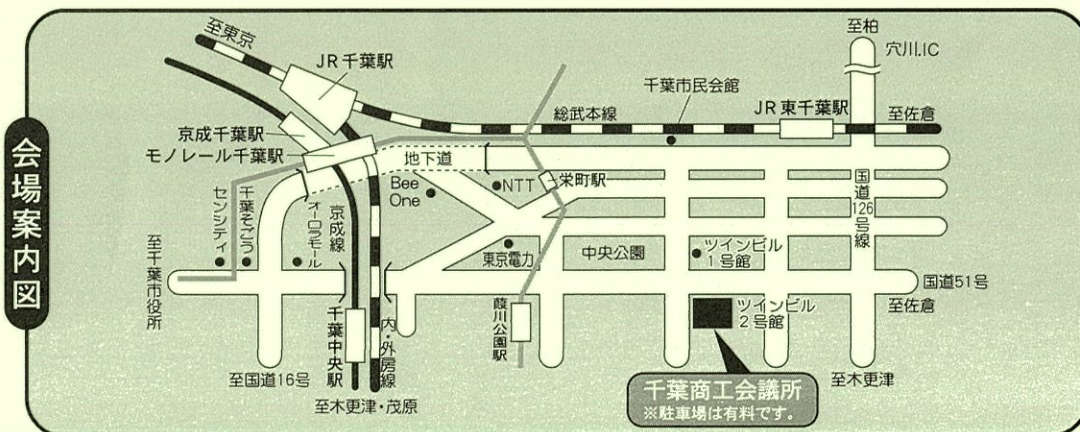 会場案内図
至東京
JR千葉駅
京成千葉駅
モノレール千葉駅
地下道
Bee
One
NTT
栄町駅
総武本線
千葉市民会館
JR東千葉駅
至柏
穴川.IC
至佐倉
国道126号線
センシティ
千葉そごう
オーロラモール
京成線
東京電力
中央公園
ツインビル
1号館
国道51号
至佐倉
至千葉市役所
千葉中央駅
内・外房線
葭川公園駅
ツインビル
2号館
至国道16号
至木更津・茂原
至木更津
千葉商工会議所
※駐車場は有料です。